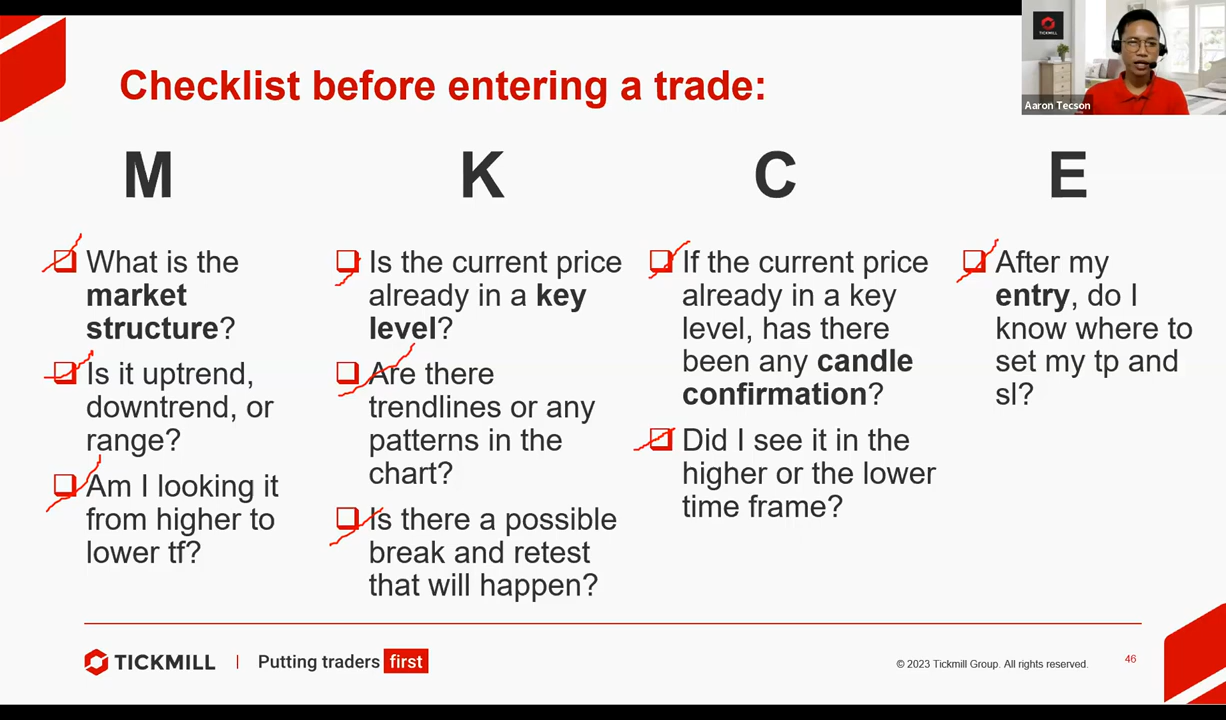 TICKMILL
Aaron Tecson
Checklist before entering a trade:
M
What is the
market
structure?
Is it uptrend,
downtrend, or
range?
Am I looking it
from higher to
lower tf?
K
Is the current price
already in a key
level?
Are there
trendlines or any
patterns in the
chart?
Is there a possible
break and retest
that will happen?
C
If the current price
already in a key
level, has there
been any candle
confirmation?
Did I see it in the
higher or the lower
time frame?
E
After my
entry, do I
know where to
set my tp and
sl?
TICKMILL | Putting traders first
© 2023 Tickmill Group. All rights reserved.
46